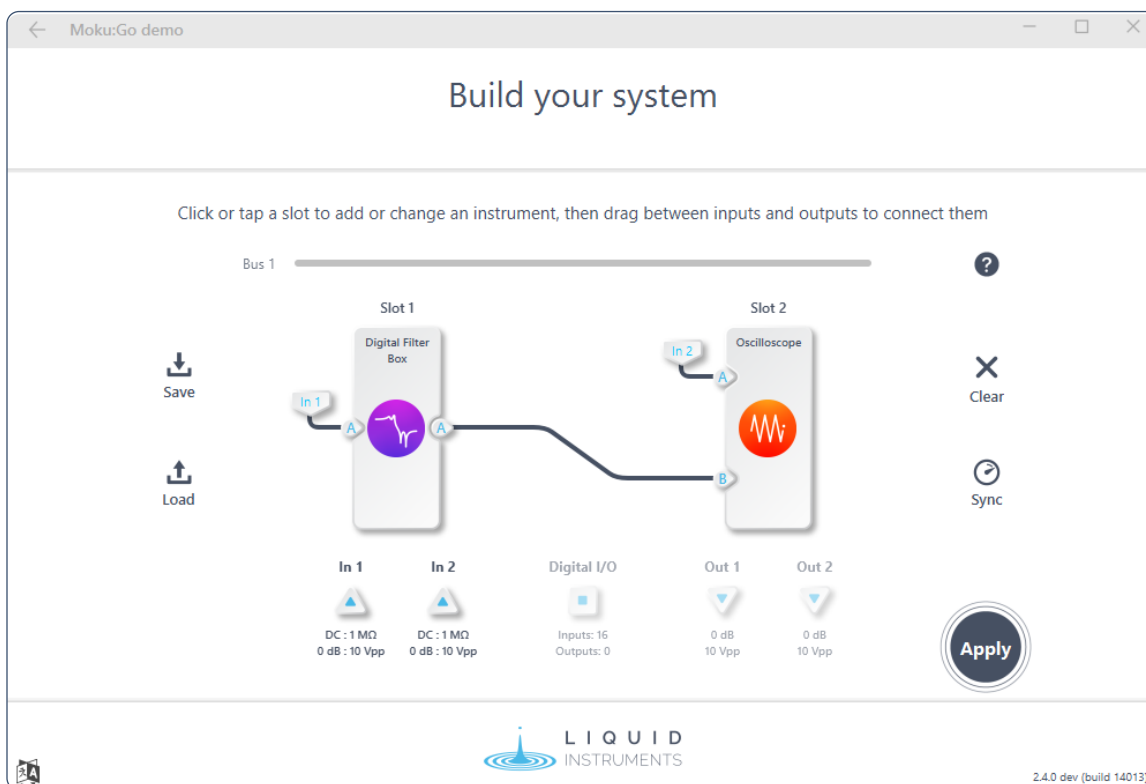 Moku:Go demo
Build your system
Click or tap a slot to add or change an instrument, then drag between inputs and outputs to connect them
Bus 1
?
Slot 1
Slot 2
Digital Filter
Box
Oscilloscope
In 1
A
A
In 2
A
B
Save
Load
Clear
Sync
In 1
In 2
Digital I/O
Out 1
Out 2
DC : 1 MΩ
0 dB : 10 Vpp
DC : 1 MΩ
0 dB : 10 Vpp
Inputs: 16
Outputs: 0
0 dB
10 Vpp
0 dB
10 Vpp
Apply
LIQUID
INSTRUMENTS
文A
2.4.0 dev (build 14013)